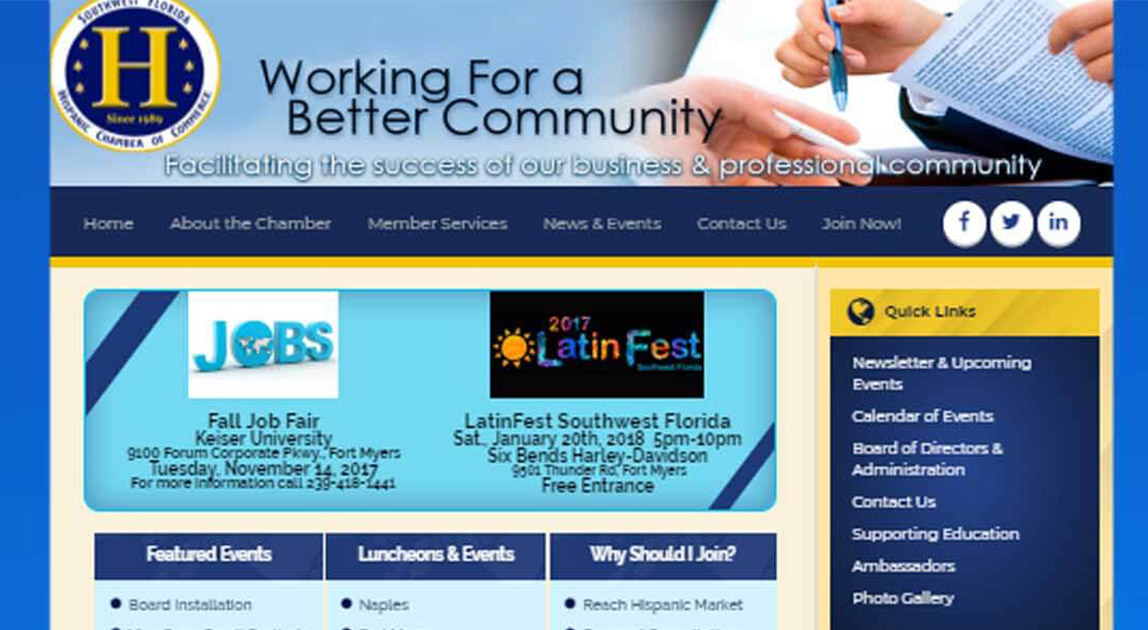 SOUTHWEST FLORIDA
H
Since 1989
HISPANIC CHAMBER OF COMMERCE
Working For a
Better Community
Facilitating the success of our business & professional community
Home About the Chamber Member Services News & Events Contact Us Join Now!
f in
JOBS
Fall Job Fair
Keiser University
9100 Forum Corporate Pkwy., Fort Myers
Tuesday, November 14, 2017
For more information call 239-418-1441
2017
Latin Fest
Southwest Florida
LatinFest Southwest Florida
Sat., January 20th, 2018 5pm-10pm
Six Bends Harley-Davidson
9501 Thunder Rd, Fort Myers
Free Entrance
Quick Links
Newsletter & Upcoming
Events
Calendar of Events
Board of Directors &
Administration
Contact Us
Supporting Education
Ambassadors
Photo Gallery
Featured Events
Board Installation
Luncheons & Events
Naples
Why Should I Join?
Reach Hispanic Market